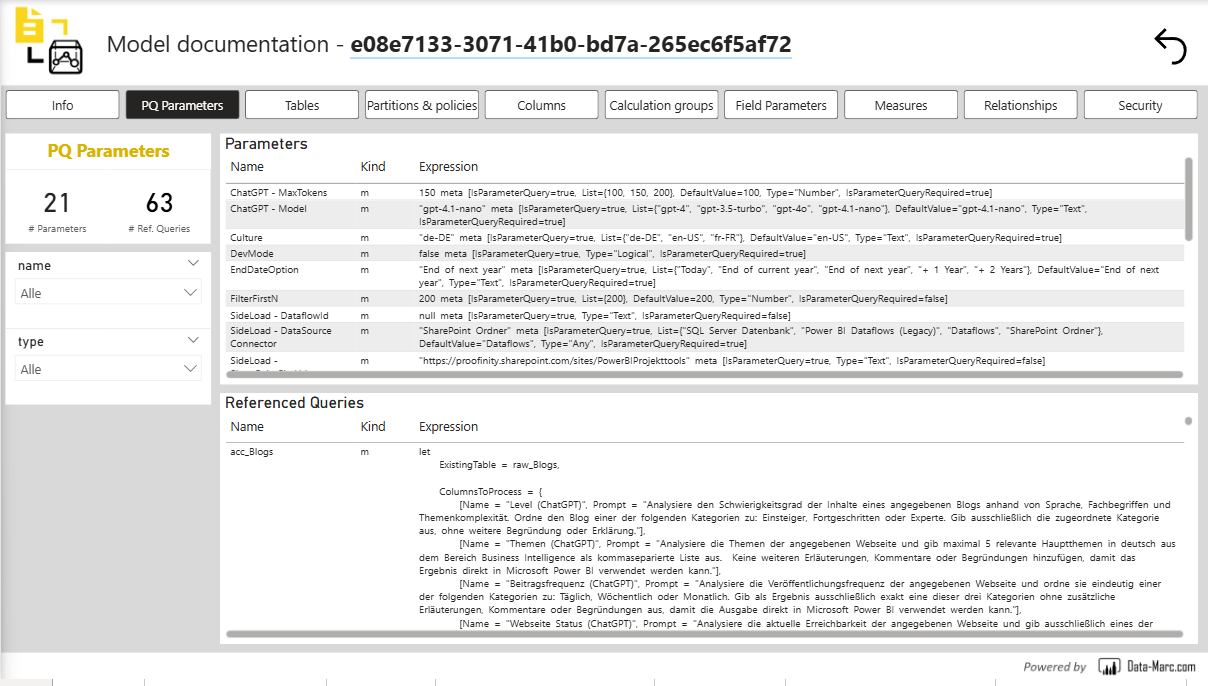 Model documentation - e08e7133-3071-41b0-bd7a-265ec6f5af72
Info
PQ Parameters
Tables
Partitions & policies
Columns
Calculation groups
Field Parameters
Measures
Relationships
Security
PQ Parameters
21
63
# Parameters
# Ref. Queries
name
Alle
type
Alle
Parameters
Name Kind Expression
ChatGPT - MaxTokens m 150 meta [IsParameterQuery=true, List={100, 150, 200}, DefaultValue=100, Type="Number", IsParameterQueryRequired=true]
ChatGPT - Model m "gpt-4.1-nano" meta [IsParameterQuery=true, List={"gpt-4", "gpt-3.5-turbo", "gpt-4o", "gpt-4.1-nano"}, DefaultValue="gpt-4.1-nano", Type="Text",
IsParameterQueryRequired=true]
Culture m "de-DE" meta [IsParameterQuery=true, List={"de-DE", "en-US", "fr-FR"}, DefaultValue="en-US", Type="Text", IsParameterQueryRequired=true]
DevMode m false meta [IsParameterQuery=true, Type="Logical", IsParameterQueryRequired=true]
EndDateOption m "End of next year" meta [IsParameterQuery=true, List={"Today", "End of current year", "End of next year", "+ 1 Year", "+ 2 Years"}, DefaultValue="End of next
year", Type="Text", IsParameterQueryRequired=true]
FilterFirstN m 200 meta [IsParameterQuery=true, List={200}, DefaultValue=200, Type="Number", IsParameterQueryRequired=false]
SideLoad - DataflowId m null meta [IsParameterQuery=true, Type="Text", IsParameterQueryRequired=false]
SideLoad - DataSource m "SharePoint Ordner" meta [IsParameterQuery=true, List={"SQL Server Datenbank", "Power BI Dataflows (Legacy)", "Dataflows", "SharePoint Ordner"},
Connector DefaultValue="Dataflows", Type="Any", IsParameterQueryRequired=true]
SideLoad - m "https://proofinity.sharepoint.com/sites/PowerBIProjekttools" meta [IsParameterQuery=true, Type="Text", IsParameterQueryRequired=false]
Referenced Queries
Name Kind Expression
acc_Blogs m let
ExistingTable = raw_Blogs,
ColumnsToProcess = {
[Name = "Level (ChatGPT)", Prompt = "Analysiere den Schwierigkeitsgrad der Inhalte eines angegebenen Blogs anhand von Sprache, Fachbegriffen und
Themenkomplexität. Ordne den Blog einer der folgenden Kategorien zu: Einsteiger, Fortgeschritten oder Experte. Gib ausschließlich die zugeordnete Kategorie
aus, ohne weitere Begründung oder Erklärung."],
[Name = "Themen (ChatGPT)", Prompt = "Analysiere die Themen der angegebenen Webseite und gib maximal 5 relevante Hauptthemen in deutsch aus
dem Bereich Business Intelligence als kommaseparierte Liste aus. Keine weiteren Erläuterungen, Kommentare oder Begründungen hinzufügen, damit das
Ergebnis direkt in Microsoft Power BI verwendet werden kann."],
[Name = "Beitragsfrequenz (ChatGPT)", Prompt = "Analysiere die Veröffentlichungsfrequenz der angegebenen Webseite und ordne sie eindeutig einer
der folgenden Kategorien zu: Täglich, Wöchentlich oder Monatlich. Gib als Ergebnis ausschließlich exakt eine dieser drei Kategorien ohne zusätzliche
Erläuterungen, Kommentare oder Begründungen aus, damit die Ausgabe direkt in Microsoft Power BI verwendet werden kann."],
[Name = "Webseite Status (ChatGPT)", Prompt = "Analysiere die aktuelle Erreichbarkeit der angegebenen Webseite und gib ausschließlich eines der
Powered by Data-Marc.com